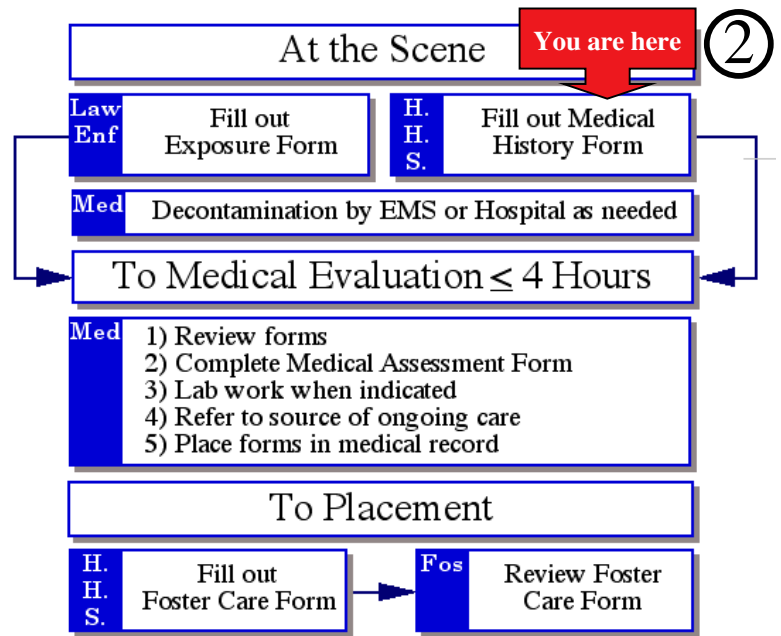 At the Scene
You are here
2
Law
Enf
Fill out
Exposure Form
H.
H.
S.
Fill out Medical
History Form
Med
Decontamination by EMS or Hospital as needed
To Medical Evaluation ≤ 4 Hours
Med
1) Review forms
2) Complete Medical Assessment Form
3) Lab work when indicated
4) Refer to source of ongoing care
5) Place forms in medical record
To Placement
H.
H.
S.
Fill out
Foster Care Form
Fos
Review Foster
Care Form